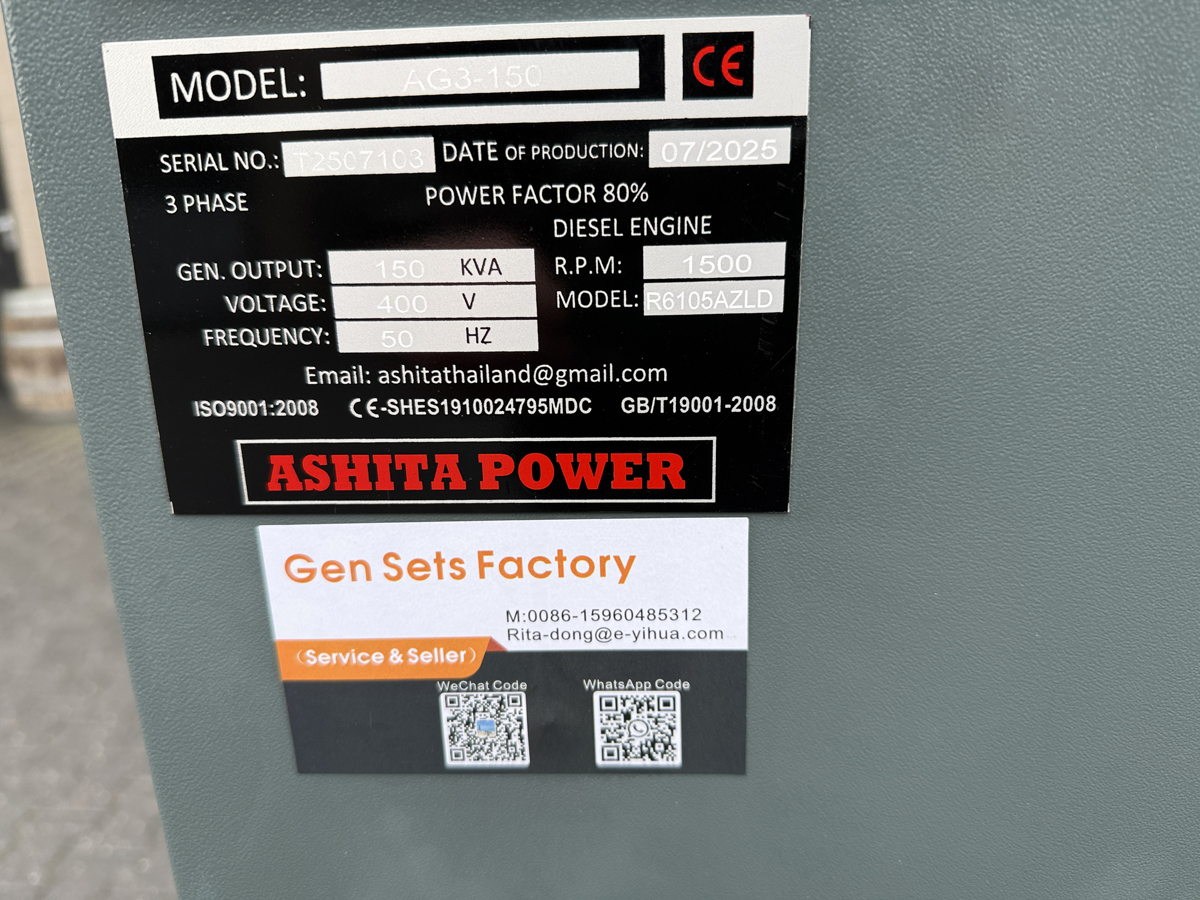 MODEL: AG3-150 CE
SERIAL NO.: T2507103 DATE OF PRODUCTION: 07/2025
3 PHASE POWER FACTOR 80%
DIESEL ENGINE
GEN. OUTPUT: 150 KVA R.P.M: 1500
VOLTAGE: 400 V MODEL: R6105AZLD
FREQUENCY: 50 HZ
Email: ashitathailand@gmail.com
ISO9001:2008 CE-SHES1910024795MDC GB/T19001-2008
ASHITA POWER
Gen Sets Factory
M:0086-15960485312
Rita-dong@e-yihua.com
(Service & Seller)
WeChat Code WhatsApp Code